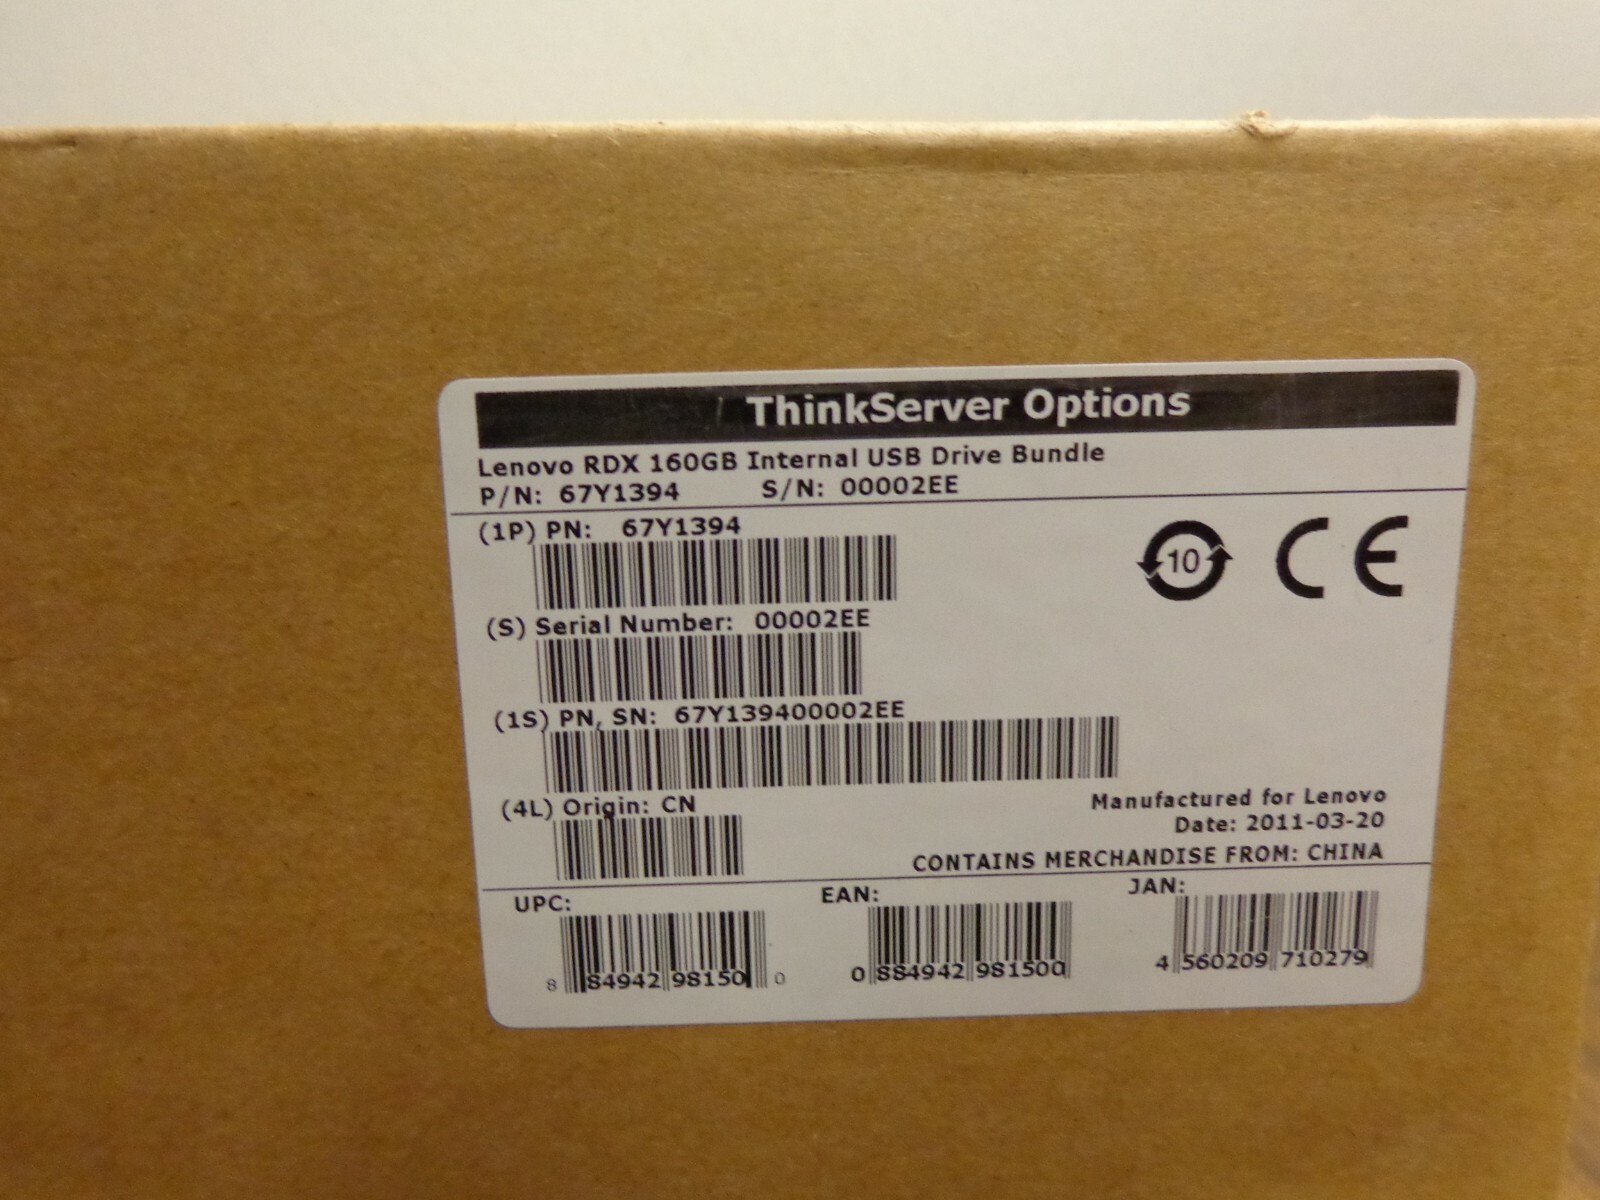 ThinkServer Options
Lenovo RDX 160GB Internal USB Drive Bundle
P/N: 67Y1394 S/N: 00002EE
(1P) PN: 67Y1394
10 CE
(S) Serial Number: 00002EE
(1S) PN, SN: 67Y139400002EE
(4L) Origin: CN
Manufactured for Lenovo
Date: 2011-03-20
CONTAINS MERCHANDISE FROM: CHINA
UPC: EAN: JAN:
8 84942 98150 0 0 884942 981500 4 560209 710279